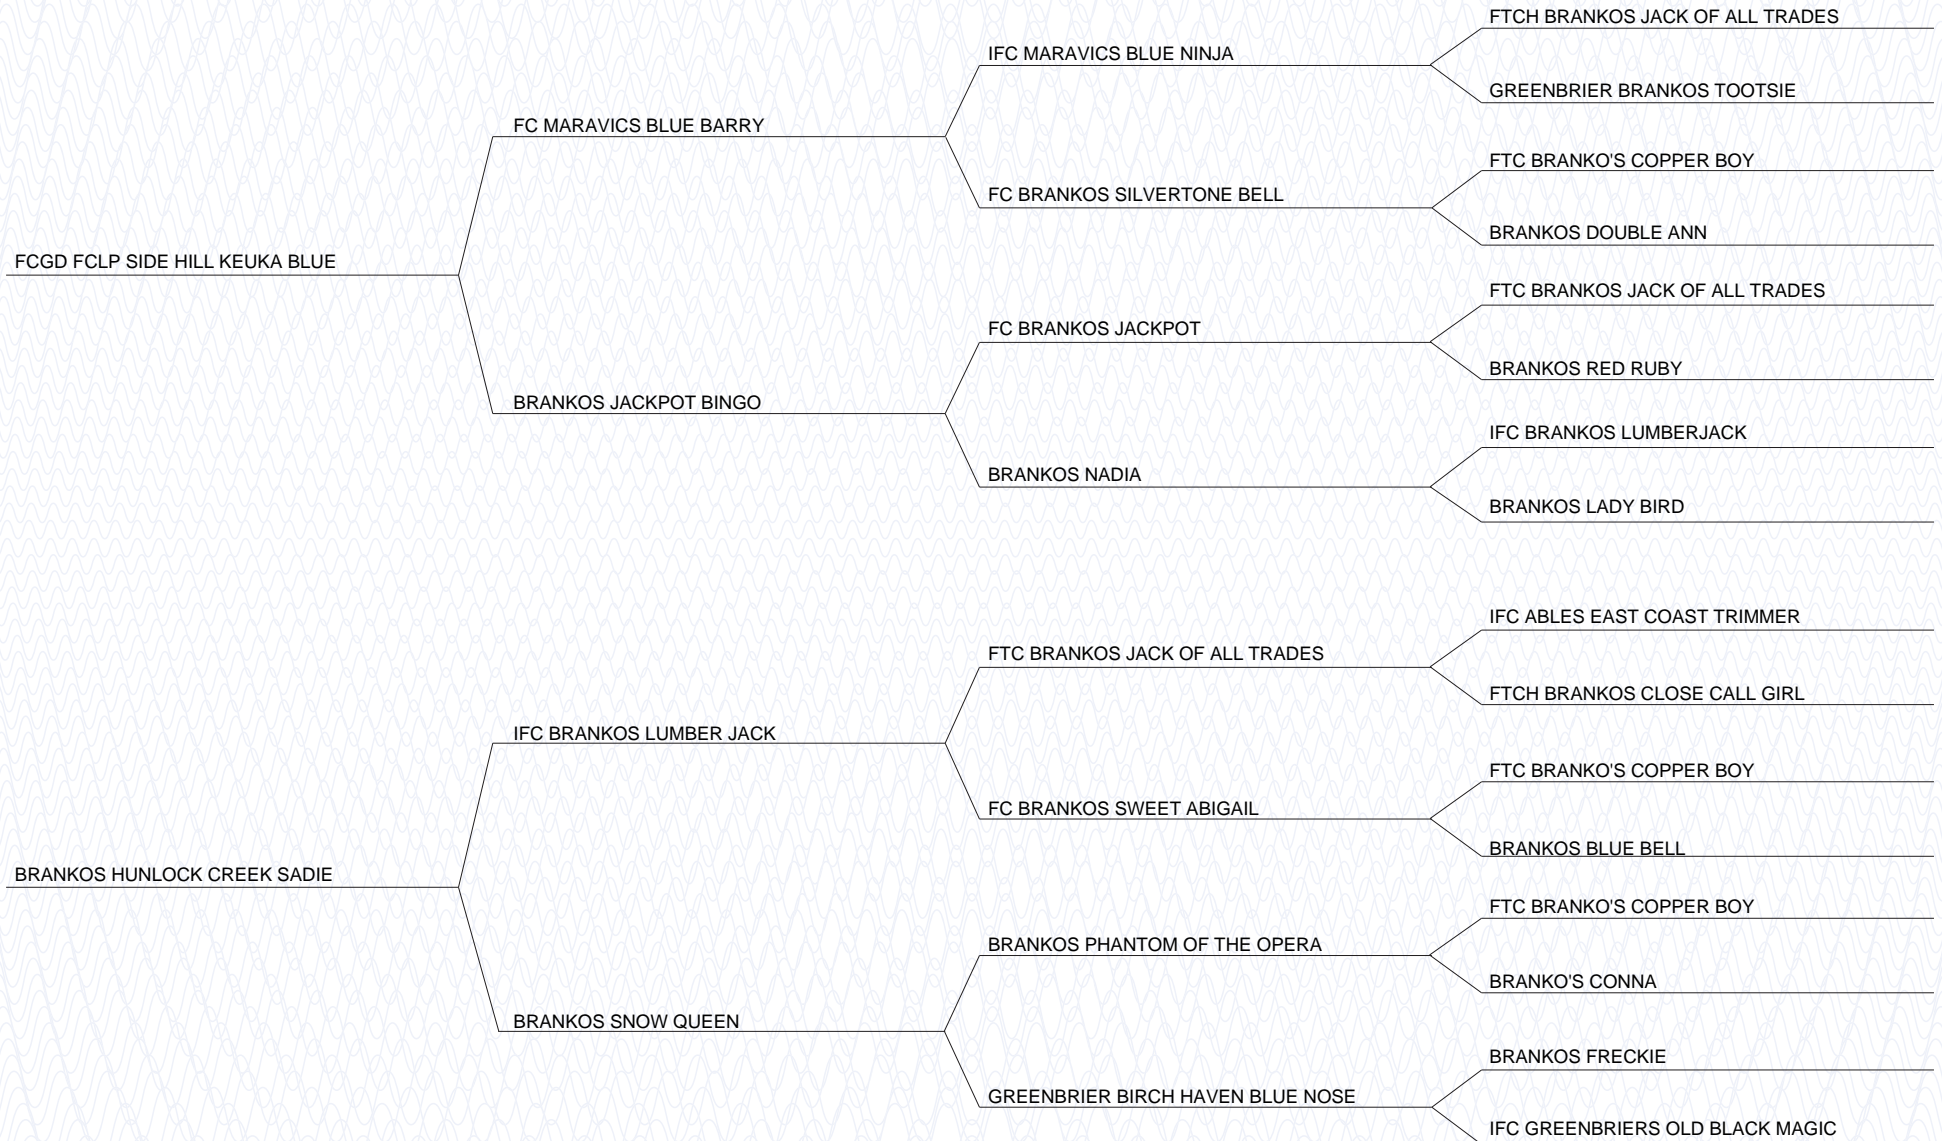 FTCH BRANKOS JACK OF ALL TRADES
IFC MARAVICS BLUE NINJA
GREENBRIER BRANKOS TOOTSIE
FC MARAVICS BLUE BARRY
FTC BRANKO'S COPPER BOY
FC BRANKOS SILVERTONE BELL
BRANKOS DOUBLE ANN
FCGD FCLP SIDE HILL KEUKA BLUE
FTC BRANKOS JACK OF ALL TRADES
FC BRANKOS JACKPOT
BRANKOS RED RUBY
BRANKOS JACKPOT BINGO
IFC BRANKOS LUMBERJACK
BRANKOS NADIA
BRANKOS LADY BIRD
IFC ABLES EAST COAST TRIMMER
FTC BRANKOS JACK OF ALL TRADES
FTCH BRANKOS CLOSE CALL GIRL
IFC BRANKOS LUMBER JACK
FTC BRANKO'S COPPER BOY
FC BRANKOS SWEET ABIGAIL
BRANKOS BLUE BELL
BRANKOS HUNLOCK CREEK SADIE
FTC BRANKO'S COPPER BOY
BRANKOS PHANTOM OF THE OPERA
BRANKO'S CONNA
BRANKOS SNOW QUEEN
BRANKOS FRECKIE
GREENBRIER BIRCH HAVEN BLUE NOSE
IFC GREENBRIERS OLD BLACK MAGIC